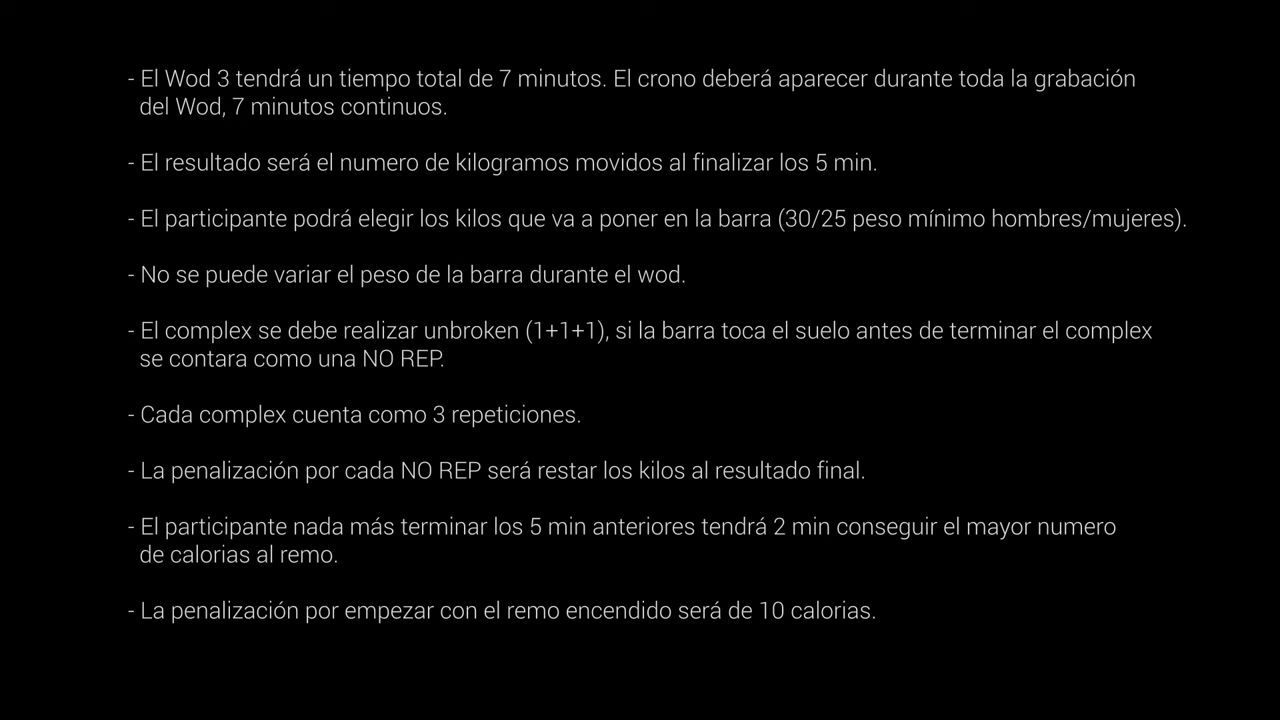 - El Wod 3 tendrá un tiempo total de 7 minutos. El crono deberá aparecer durante toda la grabación
del Wod, 7 minutos continuos.
- El resultado será el numero de kilogramos movidos al finalizar los 5 min.
- El participante podrá elegir los kilos que va a poner en la barra (30/25 peso mínimo hombres/mujeres).
- No se puede variar el peso de la barra durante el wod.
- El complex se debe realizar unbroken (1+1+1), si la barra toca el suelo antes de terminar el complex
se contara como una NO REP.
- Cada complex cuenta como 3 repeticiones.
- La penalización por cada NO REP será restar los kilos al resultado final.
- El participante nada más terminar los 5 min anteriores tendrá 2 min conseguir el mayor numero
de calorias al remo.
- La penalización por empezar con el remo encendido será de 10 calorias.